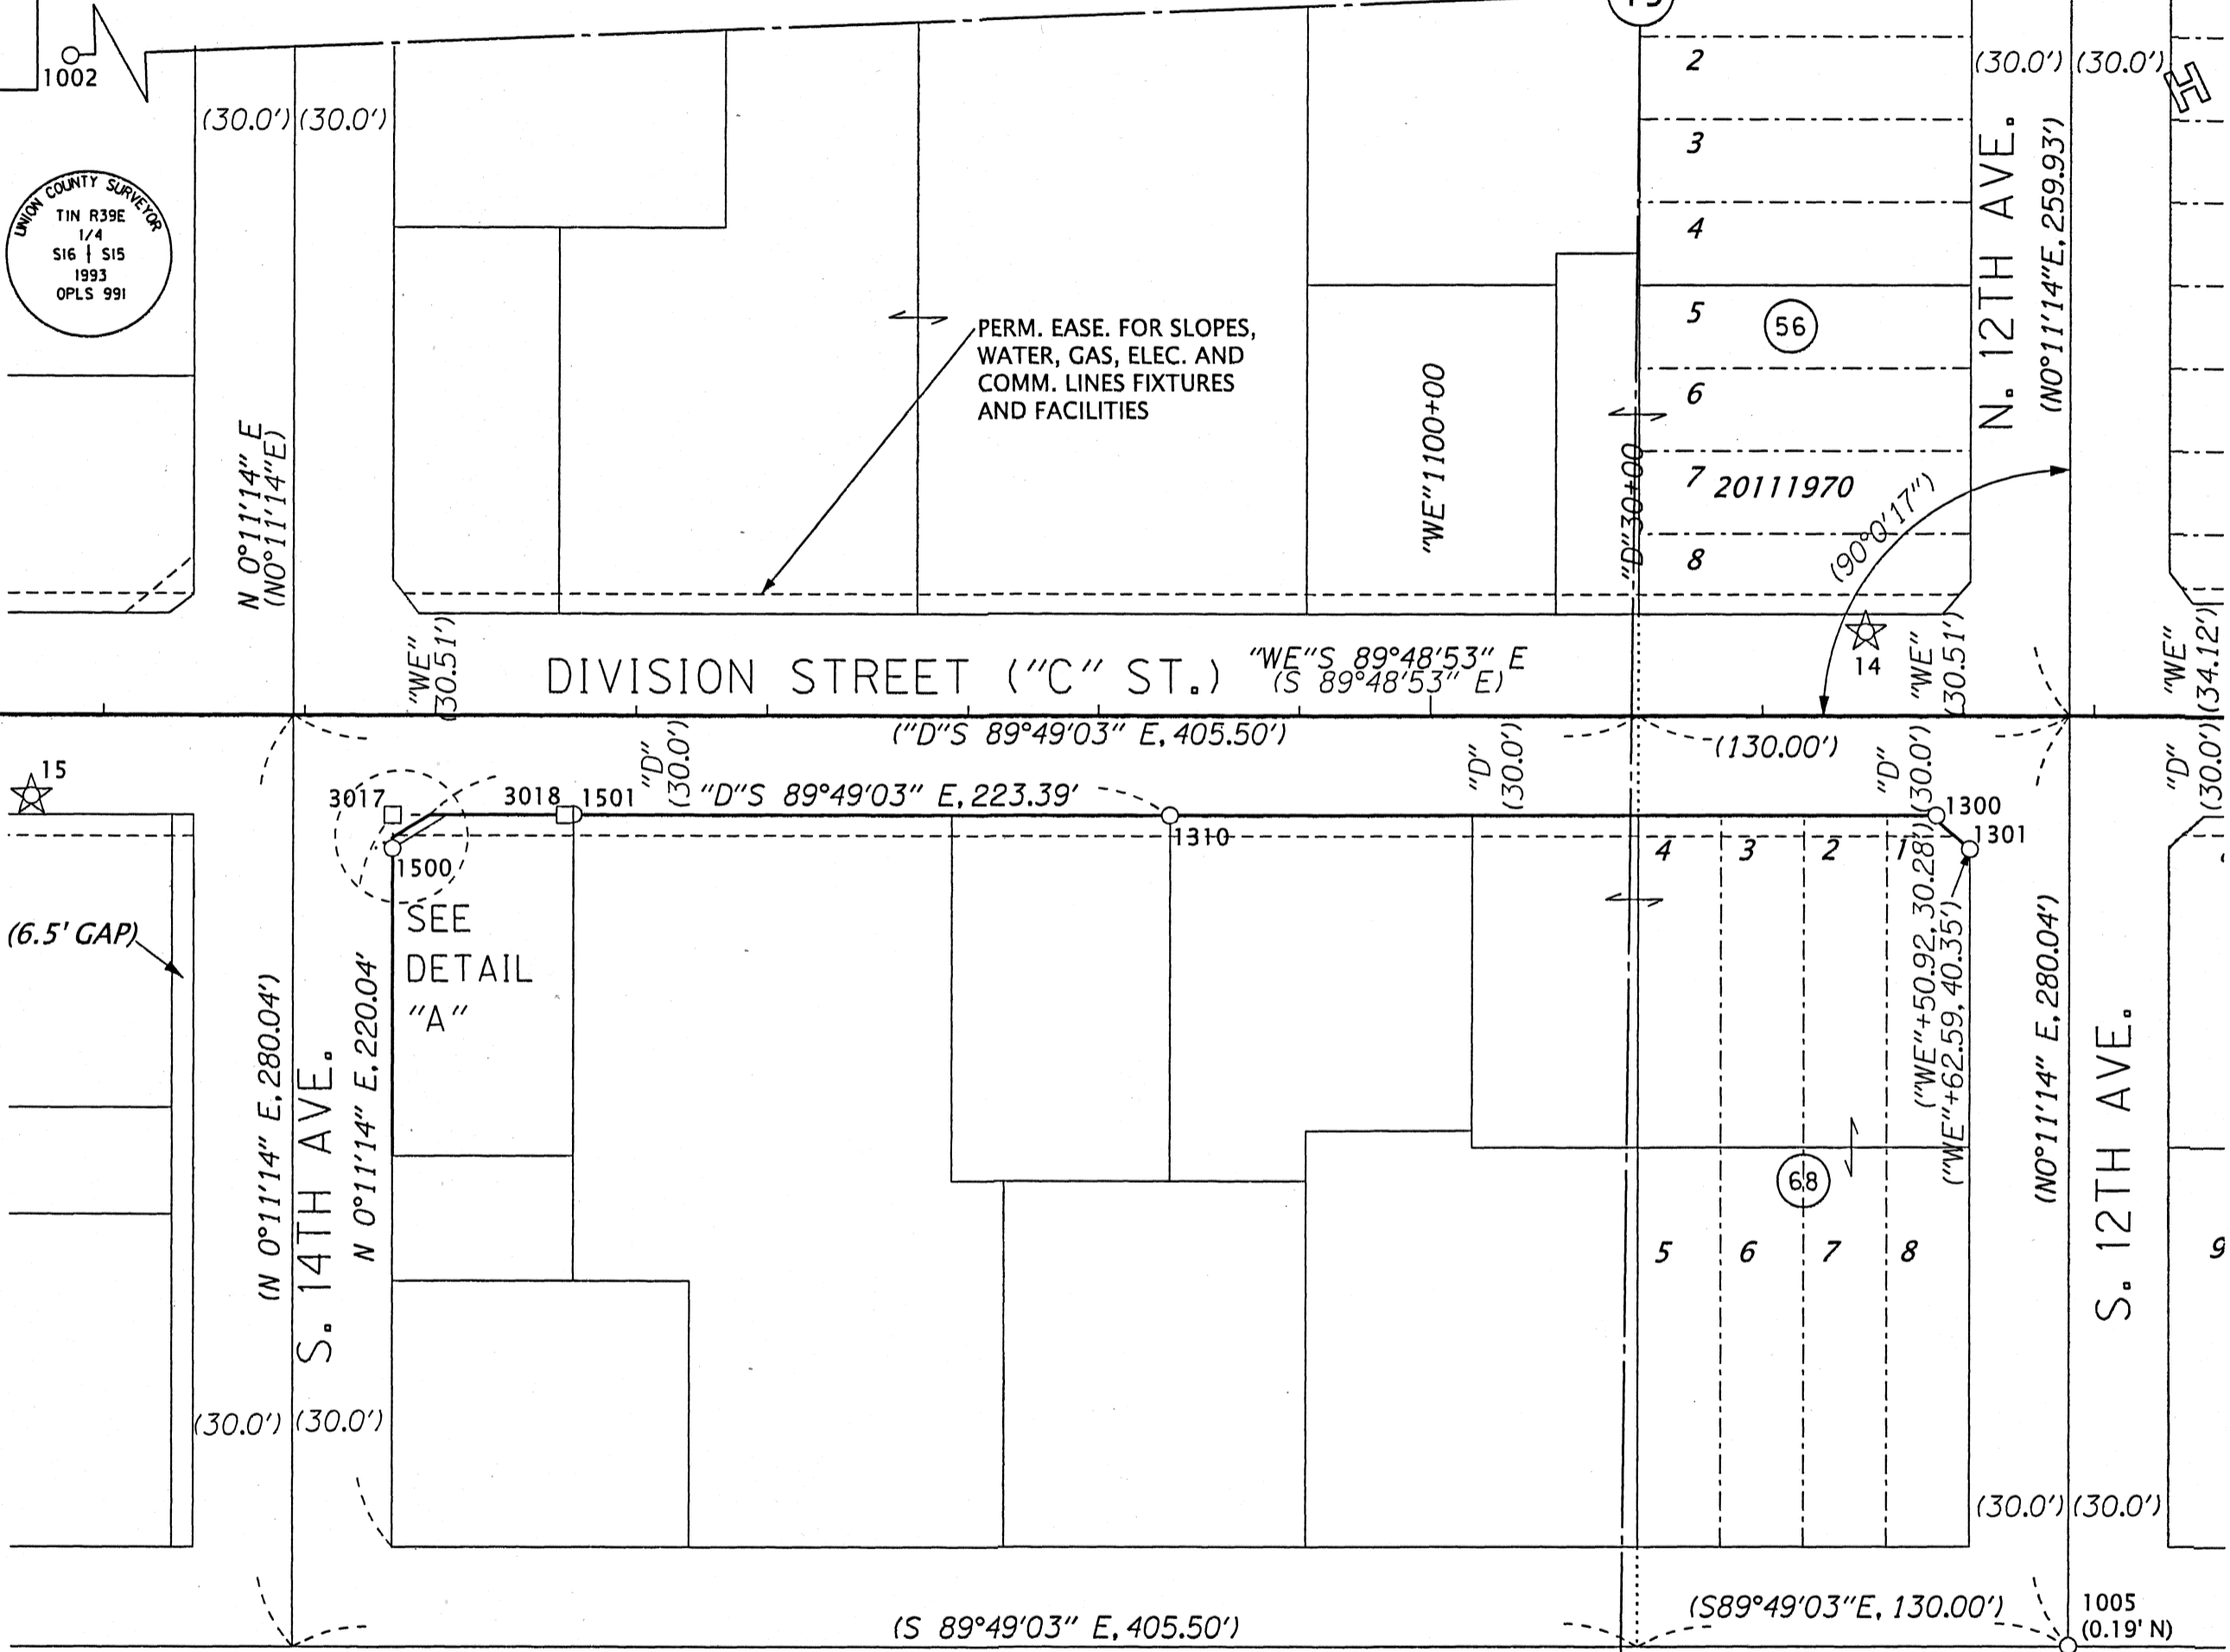 1002
(30.0') (30.0')
UNION COUNTY SURVEYOR
T1N R39E
1/4
S16 S15
1993
OPLS 991
2
3
4
5
56
6
7 20111970
8
(30.0') (30.0')
N. 12TH AVE.
(N0°11'14"E, 259.93')
(90°0'17")
PERM. EASE. FOR SLOPES,
WATER, GAS, ELEC. AND
COMM. LINES FIXTURES
AND FACILITIES
"WE"1100+00
"D"30+00
N 0°11'14" E
(N0°11'14"E)
"WE"
(30.51')
DIVISION STREET ("C" ST.)
"WE"S 89°48'53" E
(S 89°48'53" E)
14
"WE"
(30.51')
"WE"
(34.12')
("D"S 89°49'03" E, 405.50')
(130.00')
15
3017
3018
1501
"D"
(30.0')
"D"S 89°49'03" E, 223.39'
"D"
(30.0')
"D"
(30.0')
"D"
(30.0')
1310
1300
1301
1500
SEE
DETAIL
"A"
4
3
2
1
("WE"+50.92, 30.28')
("WE"+62.59, 40.35')
(6.5' GAP)
(N 0°11'14" E, 280.04')
S. 14TH AVE.
N 0°11'14" E, 220.04'
68
5
6
7
8
(N0°11'14" E, 280.04')
S. 12TH AVE.
9
(30.0') (30.0')
(30.0') (30.0')
(S 89°49'03" E, 405.50')
(S89°49'03"E, 130.00')
1005
(0.19' N)